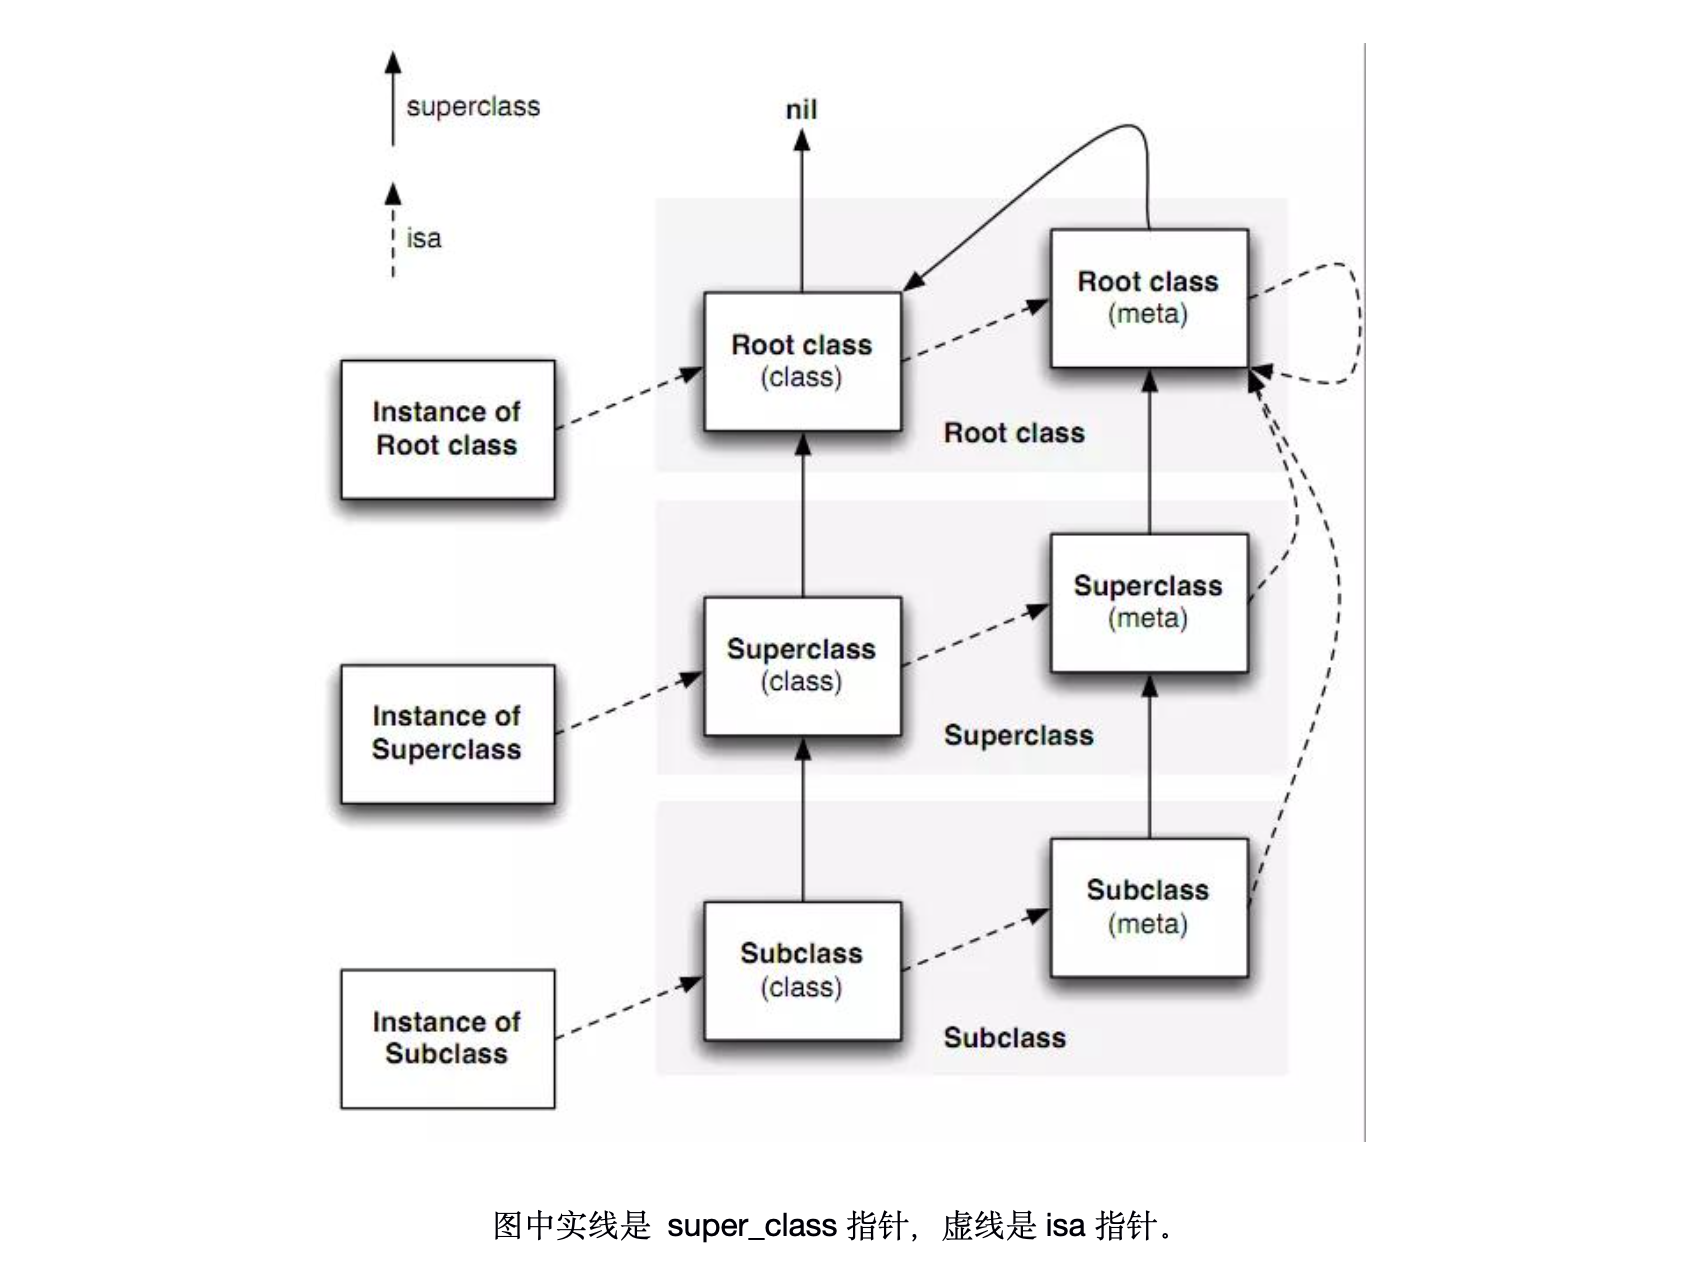 superclass
isa
nil
Root class
(meta)
Root class
(class)
Instance of
Root class
Root class
Superclass
(meta)
Superclass
(class)
Instance of
Superclass
Superclass
Subclass
(meta)
Subclass
(class)
Instance of
Subclass
Subclass
图中实线是 super_class 指针，虚线是 isa 指针。